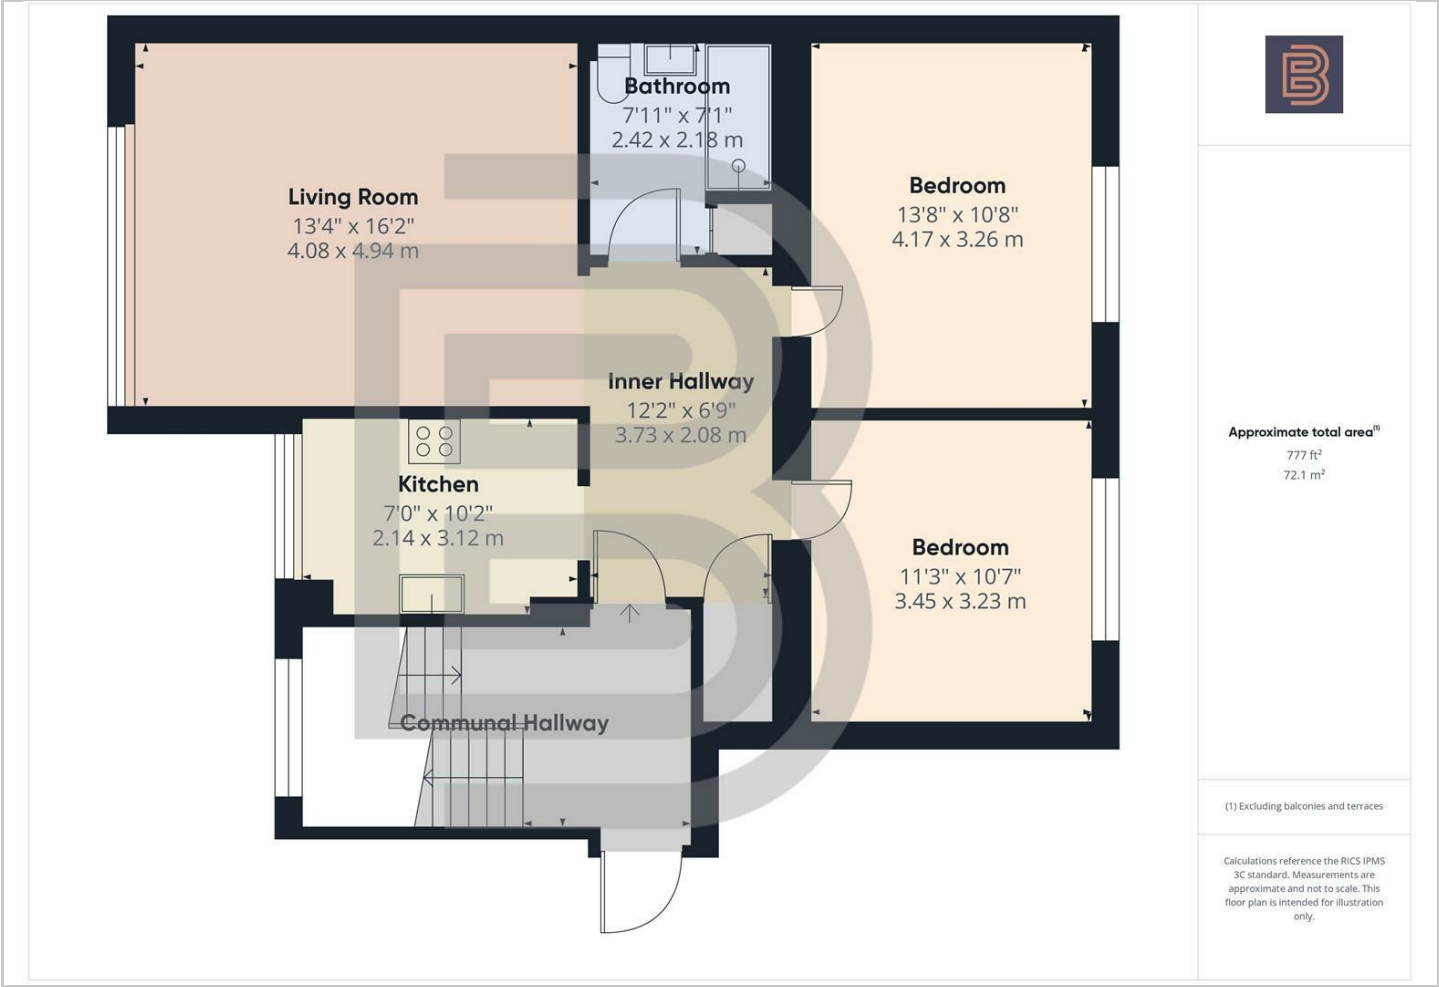 Living Room
13'4" x 16'2"
4.08 x 4.94 m
Bathroom
7'11" x 7'1"
2.42 x 2.18 m
Bedroom
13'8" x 10'8"
4.17 x 3.26 m
Inner Hallway
12'2" x 6'9"
3.73 x 2.08 m
Kitchen
7'0" x 10'2"
2.14 x 3.12 m
Bedroom
11'3" x 10'7"
3.45 x 3.23 m
Communal Hallway
Approximate total area⁽¹⁾
777 ft²
72.1 m²
(1) Excluding balconies and terraces
Calculations reference the RICS IPMS
3C standard. Measurements are
approximate and not to scale. This
floor plan is intended for illustration
only.